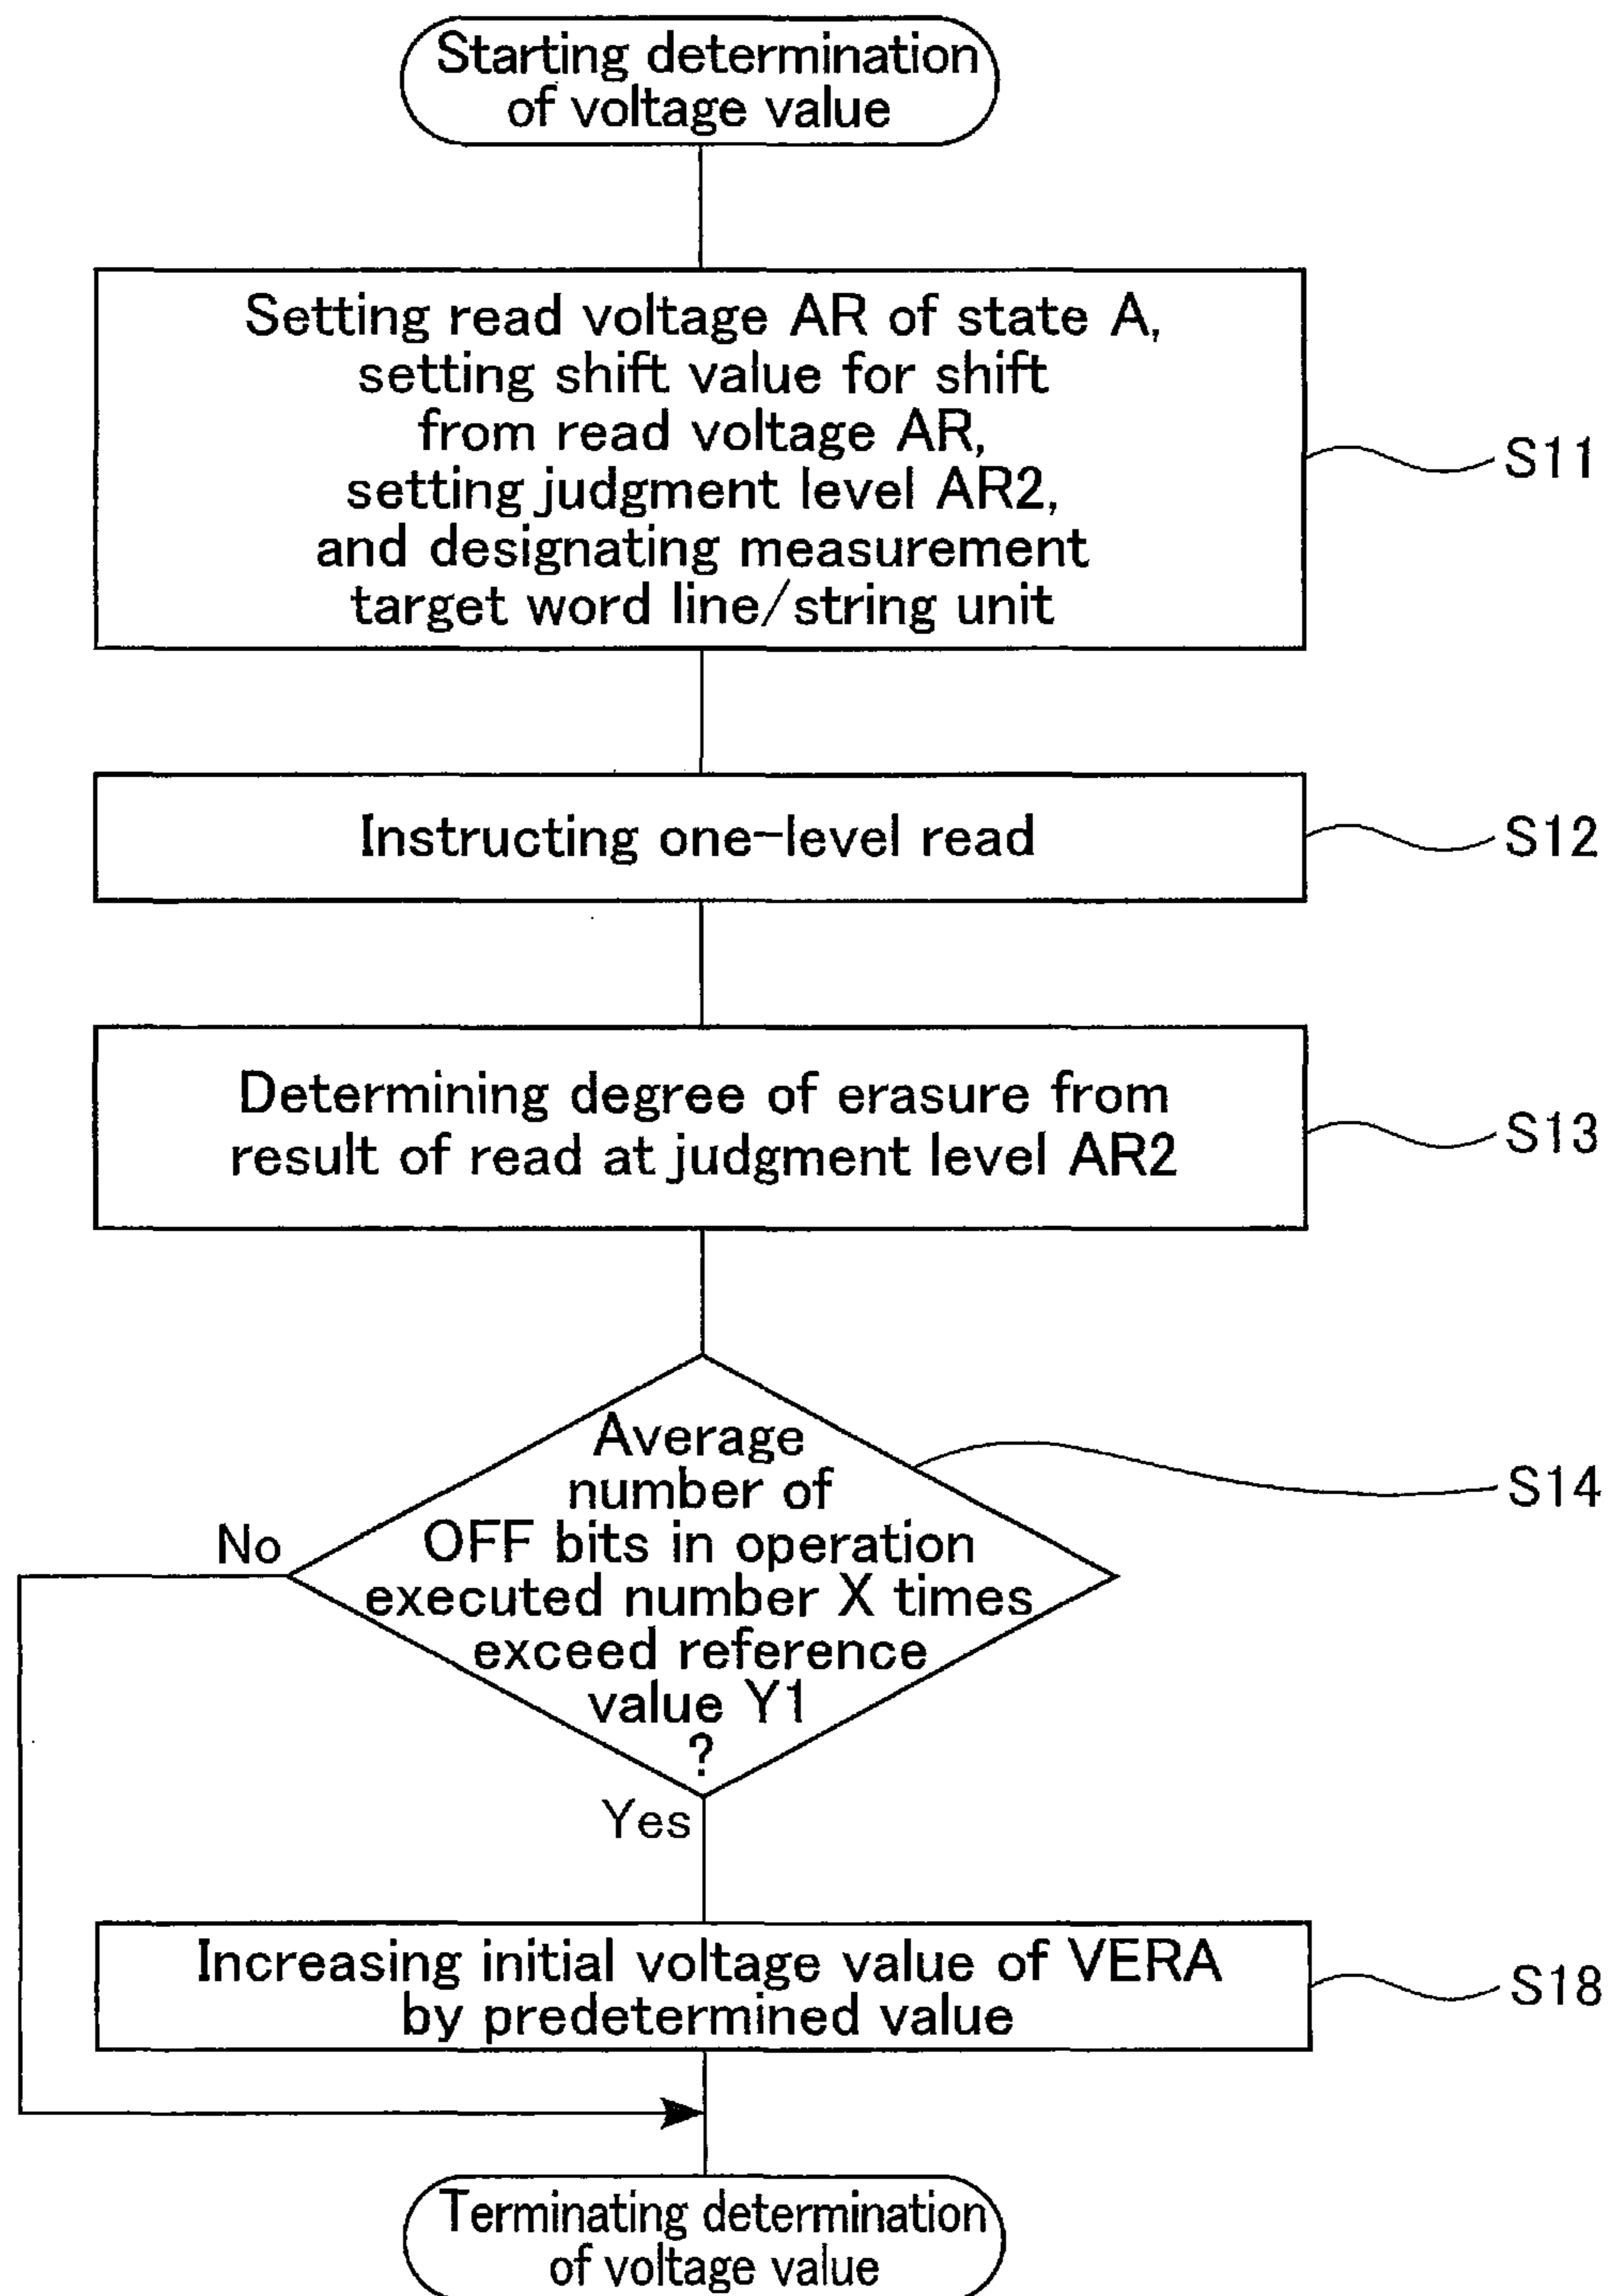 Starting determination
of voltage value
Setting read voltage AR of state A,
setting shift value for shift
from read voltage AR,
setting judgment level AR2,
and designating measurement
target word line/string unit
S11
Instructing one-level read
S12
Determining degree of erasure from
result of read at judgment level AR2
S13
Average
number of
OFF bits in operation
executed number X times
exceed reference
value Y1
?
S14
No
Yes
Increasing initial voltage value of VERA
by predetermined value
S18
Terminating determination
of voltage value